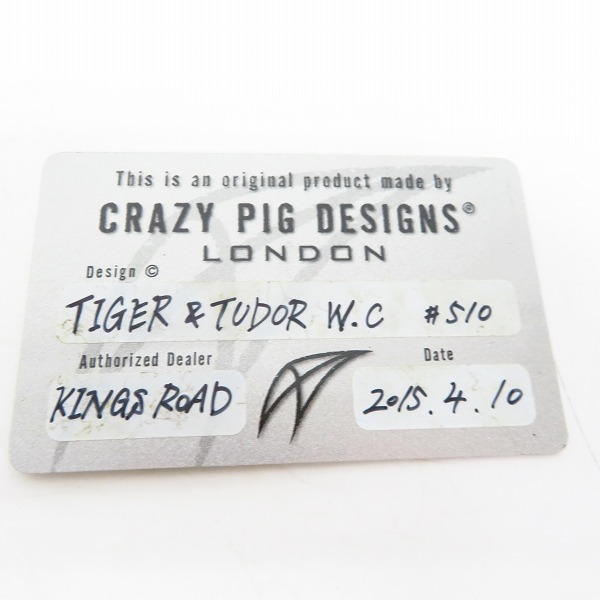 This is an original product made by
CRAZY PIG DESIGNS®
LONDON
Design ©
TIGER & TUDOR W.C #510
Authorized Dealer
Date
KINGS ROAD
2015.4.10